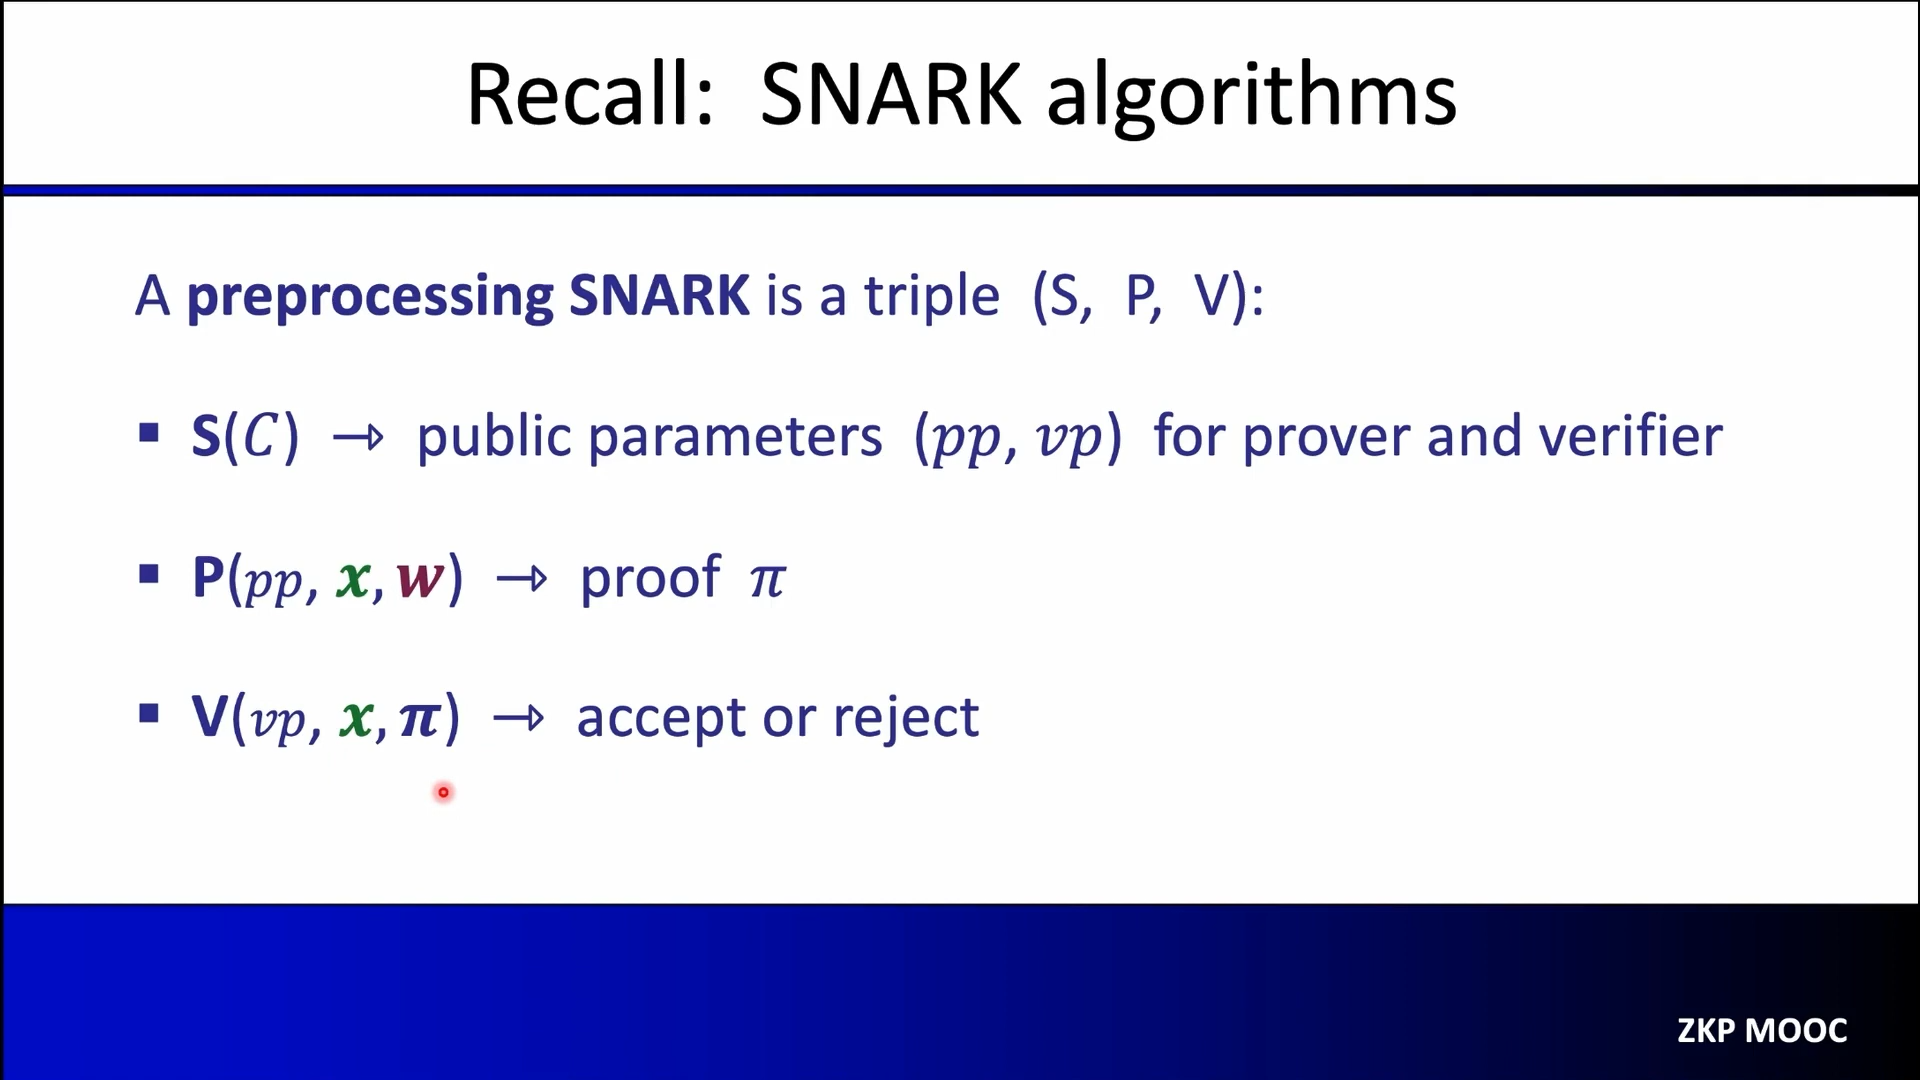 Recall: SNARK algorithms
A preprocessing SNARK is a triple (S, P, V):
▪ S(C) → public parameters (pp, vp) for prover and verifier
▪ P(pp, x, w) → proof π
▪ V(vp, x, π) → accept or reject
ZKP MOOC